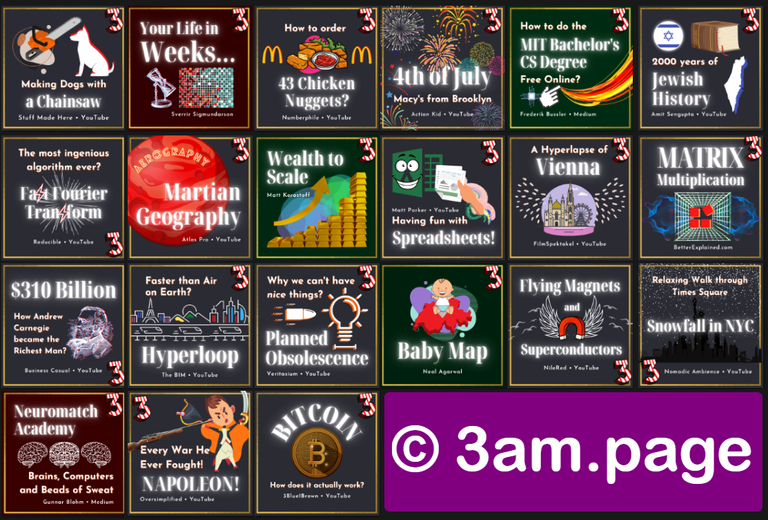 3
Making Dogs with
a Chainsaw
Stuff Made Here • YouTube
3
Your Life in
Weeks...
Sverrir Sigmundarson
3
How to order
43 Chicken
Nuggets?
Numberphile • YouTube
3
4th of July
Macy's from Brooklyn
Action Kid • YouTube
3
How to do the
MIT Bachelor's
CS Degree
Free Online?
Frederik Bussler • Medium
3
2000 years of
Jewish
History
Amit Sengupta • YouTube
The most ingenious
algorithm ever?
Fast Fourier
Transform
Reducible • YouTube
3
3
AEROGRAPHY
Martian
Geography
Atlas Pro • YouTube
3
Wealth to
Scale
Matt Korostoff
3
Matt Parker • YouTube
Having fun with
Spreadsheets!
3
A Hyperlapse of
Vienna
FilmSpektakel • YouTube
3
MATRIX
Multiplication
BetterExplained.com
$310 Billion
How Andrew
Carnegie
became the
Richest Man?
Business Casual • YouTube
3
3
Faster than Air
on Earth?
Hyperloop
The B1M • YouTube
3
Why we can't have
nice things?
Planned
Obsolescence
Veritasium • YouTube
3
Baby Map
Neal Agarwal
Flying Magnets
and
Superconductors
NileRed • YouTube
3
Relaxing Walk through
Times Square
Snowfall in NYC
3
Nomadic Ambience • YouTube
3
Neuromatch
Academy
Brains, Computers
and Beads of Sweat
Gunnar Blohm • Medium
3
Every War He
Ever Fought!
NAPOLEON!
Oversimplified • YouTube
3
BITCOIN
How does it actually work?
3Blue1Brown • YouTube
© 3am.page